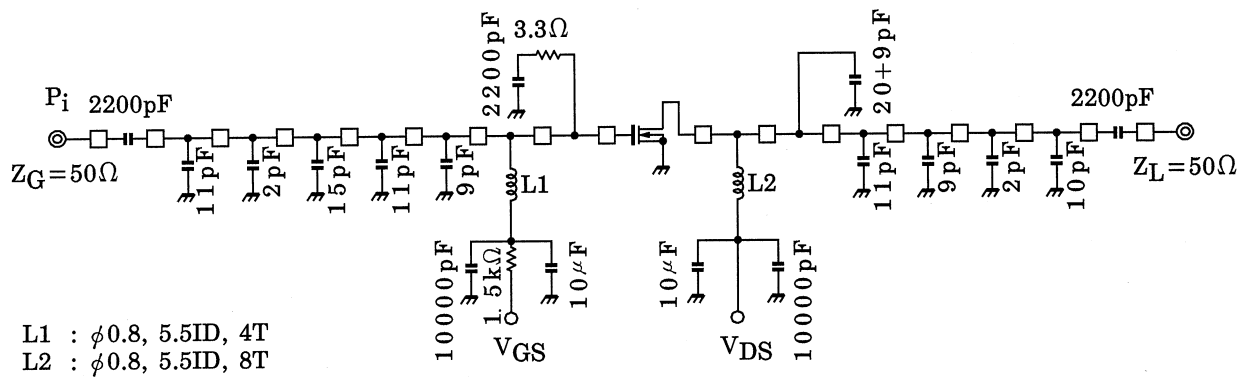 2200pF
3.3Ω
20+9pF
Pi
2200pF
2200pF
ZG=50Ω
11pF
2pF
15pF
11pF
9pF
L1
L2
11pF
9pF
2pF
10pF
ZL=50Ω
10000pF
1.5kΩ
10μF
10μF
10000pF
VGS
VDS
L1 : φ0.8, 5.5ID, 4T
L2 : φ0.8, 5.5ID, 8T